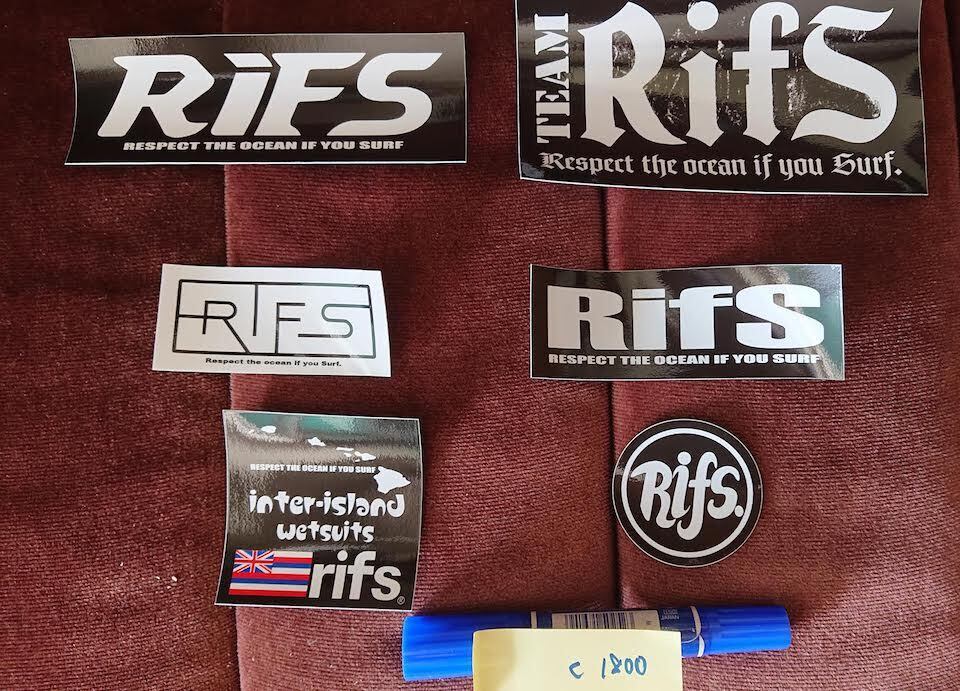 RiFS
RESPECT THE OCEAN IF YOU SURF
TEAM
RifS
Respect the ocean if you Surf.
RIFS
Respect the ocean if you Surf.
RifS
RESPECT THE OCEAN IF YOU SURF
RESPECT THE OCEAN IF YOU SURF
inter-island
wetsuits
rifs®
Rifs.
JAPAN
c 1800